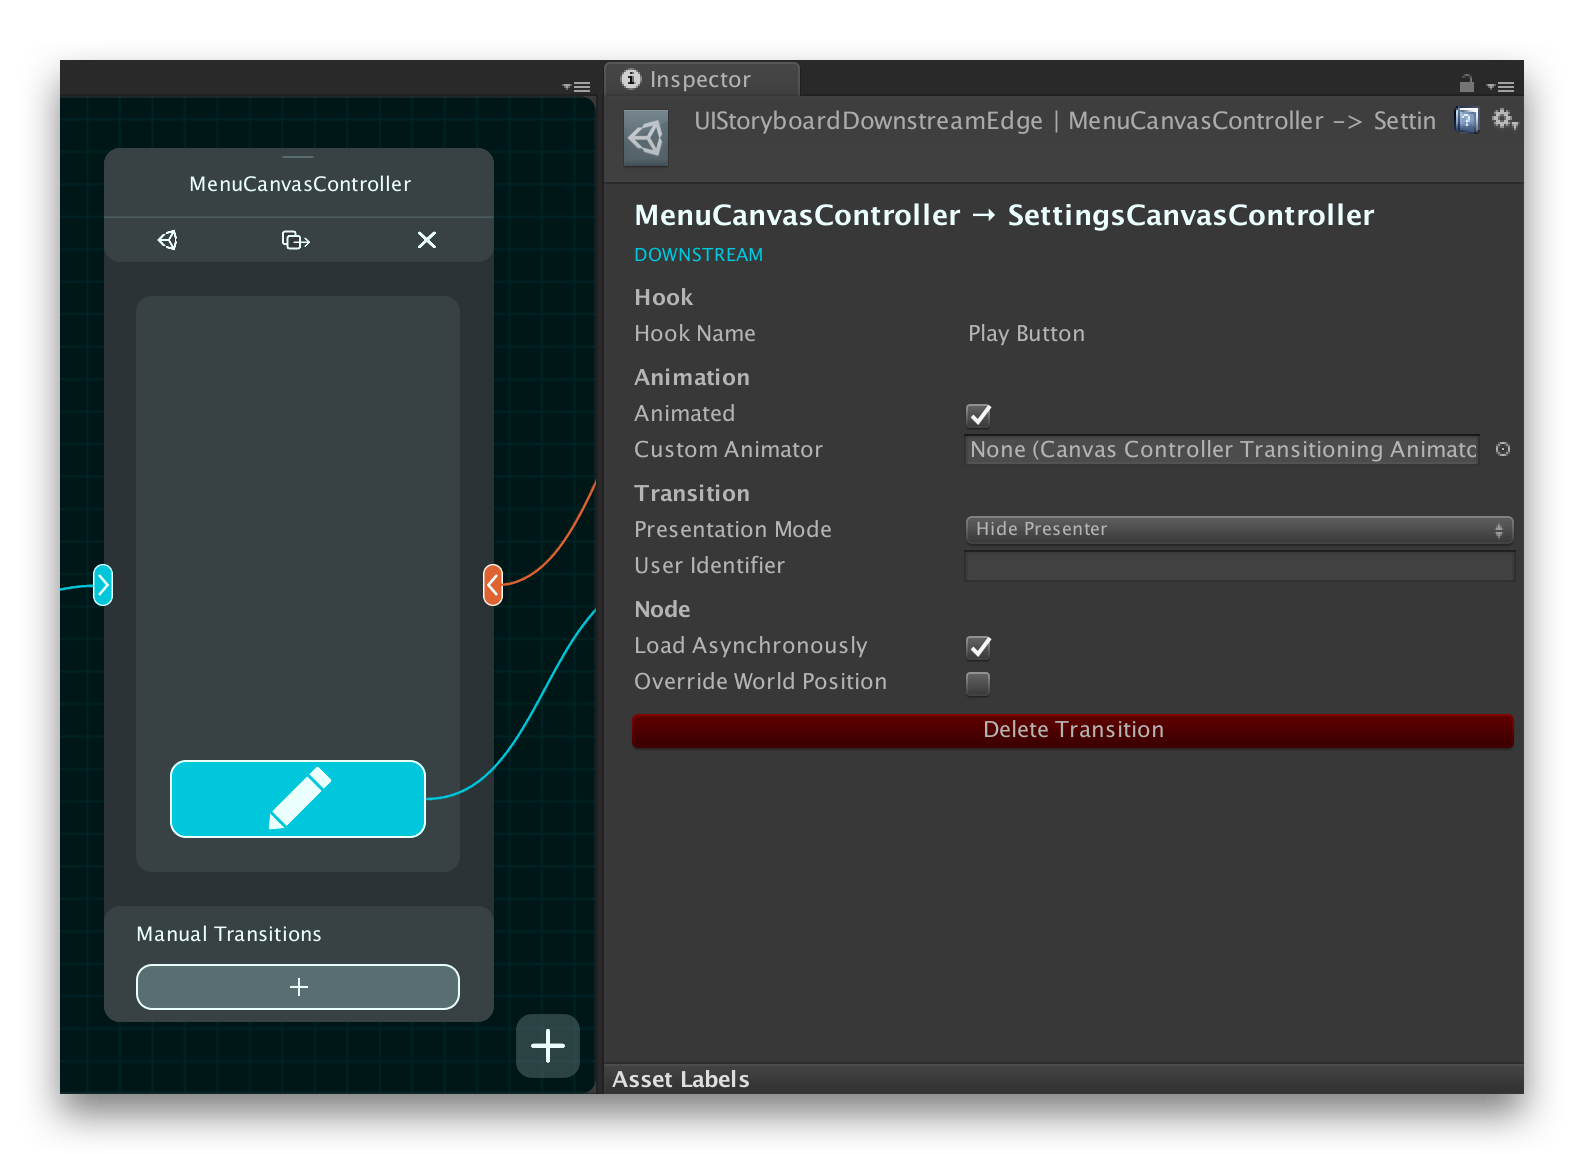 MenuCanvasController
Manual Transitions
Inspector
UIStoryboardDownstreamEdge | MenuCanvasController -> Settin
MenuCanvasController → SettingsCanvasController
DOWNSTREAM
Hook
Hook Name Play Button
Animation
Animated
Custom Animator None (Canvas Controller Transitioning Animato
Transition
Presentation Mode Hide Presenter
User Identifier
Node
Load Asynchronously
Override World Position
Delete Transition
Asset Labels